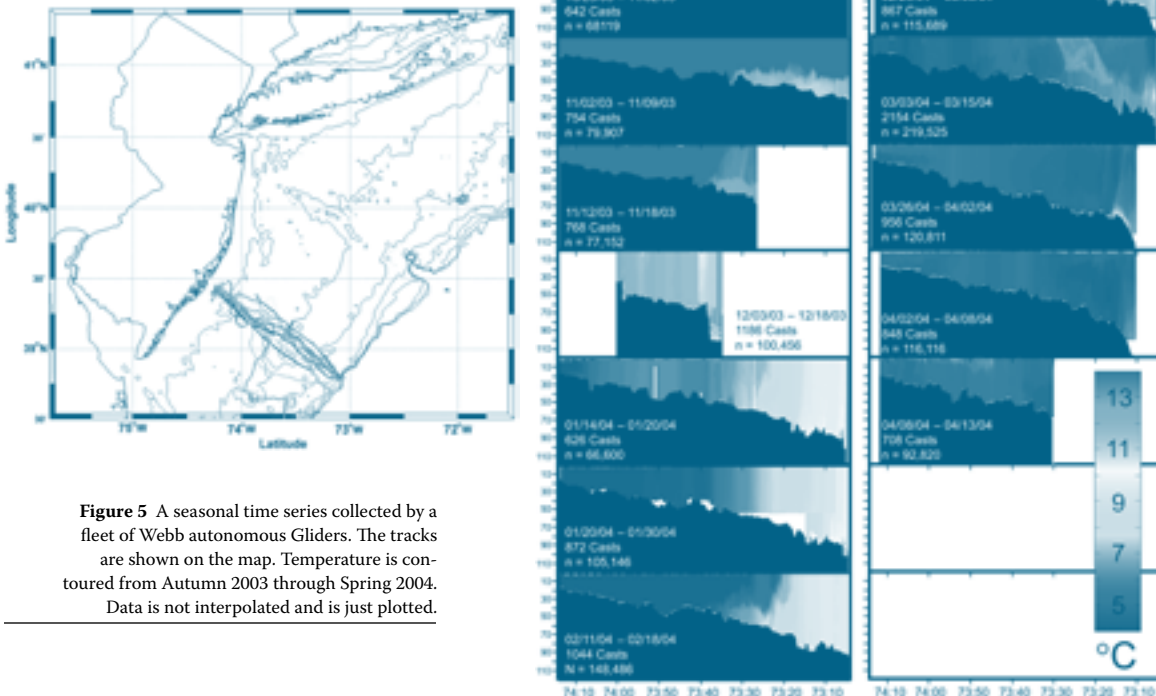 41°N
30'
40°N
30'
39°N
30'
75°W
74°W
73°W
72°W
Longitude
Latitude
Figure 5 A seasonal time series collected by a
fleet of Webb autonomous Gliders. The tracks
are shown on the map. Temperature is con-
toured from Autumn 2003 through Spring 2004.
Data is not interpolated and is just plotted.
642 Casts
n = 68119
11/02/03 – 11/09/03
754 Casts
n = 79,907
11/12/03 – 11/18/03
768 Casts
n = 77,152
12/03/03 – 12/18/03
1186 Casts
n = 100,456
01/14/04 – 01/20/04
626 Casts
n = 66,600
01/20/04 – 01/30/04
872 Casts
n = 105,146
02/11/04 – 02/18/04
1044 Casts
N = 148,486
74:10 74:00 73:50 73:40 73:30 73:20 73:10
867 Casts
n = 115,689
03/03/04 – 03/15/04
2154 Casts
n = 219,525
03/26/04 – 04/02/04
956 Casts
n = 120,811
04/02/04 – 04/08/04
848 Casts
n = 116,116
04/08/04 – 04/13/04
708 Casts
n = 92,820
13
11
9
7
5
°C
74:10 74:00 73:50 73:40 73:30 73:20 73:10